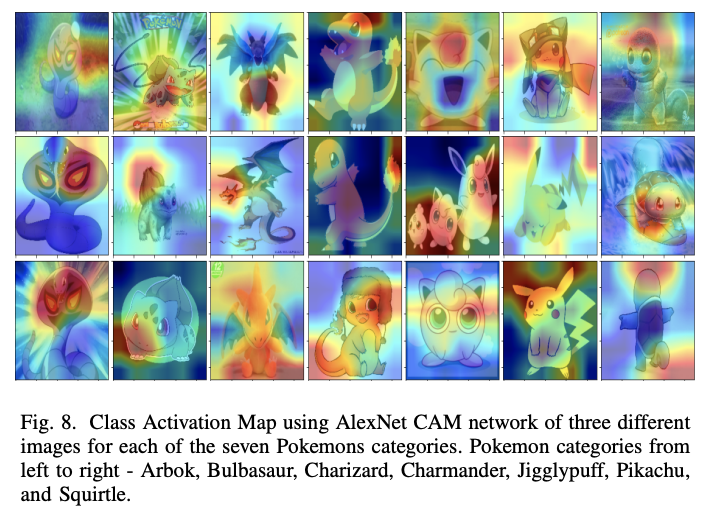 POKÉMON
Fig. 8. Class Activation Map using AlexNet CAM network of three different
images for each of the seven Pokemons categories. Pokemon categories from
left to right - Arbok, Bulbasaur, Charizard, Charmander, Jigglypuff, Pikachu,
and Squirtle.